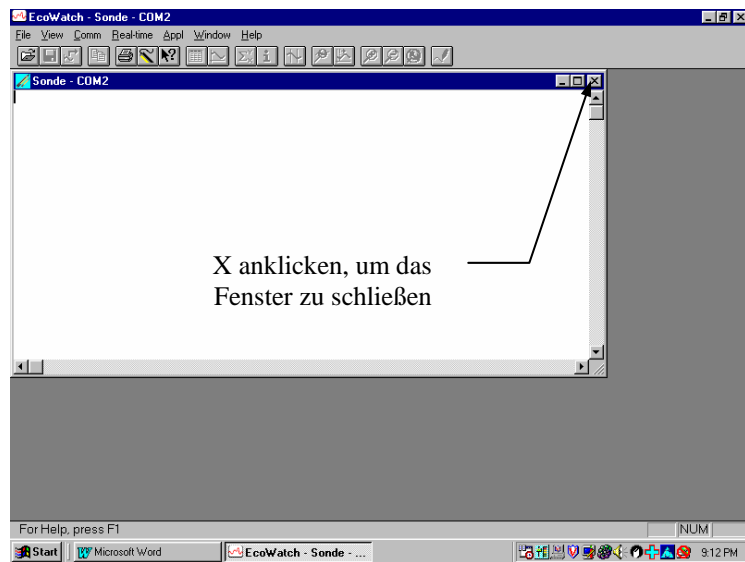 EcoWatch - Sonde - COM2
File View Comm Real-time Appl Window Help
Sonde - COM2
X anklicken, um das
Fenster zu schließen
For Help, press F1 NUM
Start Microsoft Word EcoWatch - Sonde - ... 9:12 PM